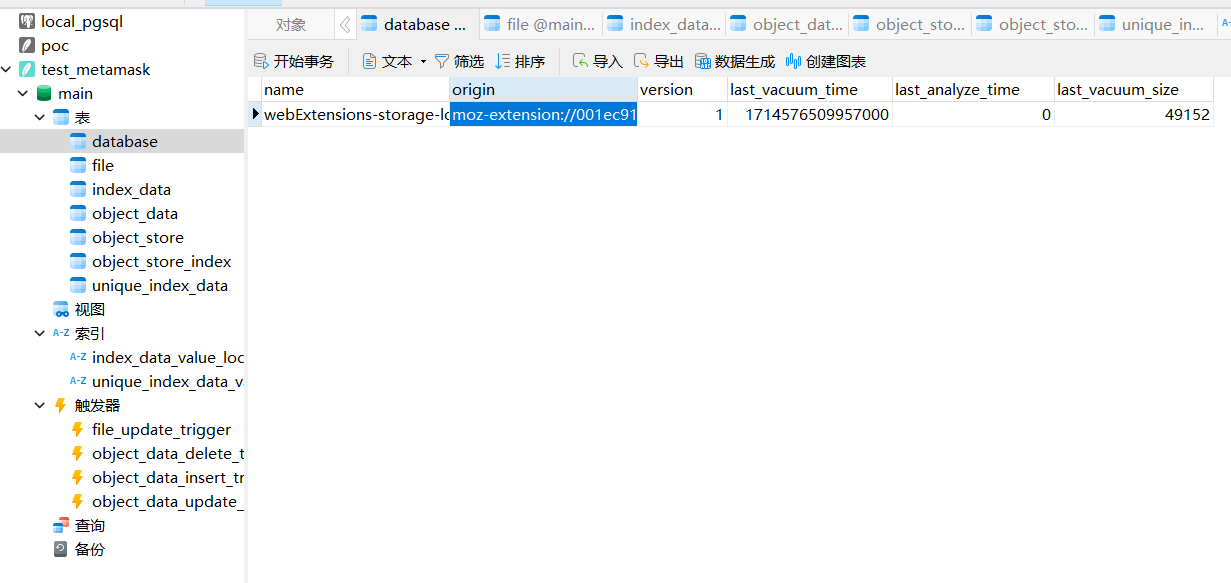 local_pgsql
poc
test_metamask
main
表
database
file
index_data
object_data
object_store
object_store_index
unique_index_data
视图
A-Z 索引
A-Z index_data_value_loc
A-Z unique_index_data_v
触发器
file_update_trigger
object_data_delete_t
object_data_insert_tr
object_data_update_
查询
备份
对象 database ... file @main... index_data... object_dat... object_sto... object_sto... unique_in... A-
开始事务 文本 筛选 排序 导入 导出 数据生成 创建图表
name origin version last_vacuum_time last_analyze_time last_vacuum_size
webExtensions-storage-lo moz-extension://001ec91 1 1714576509957000 0 49152